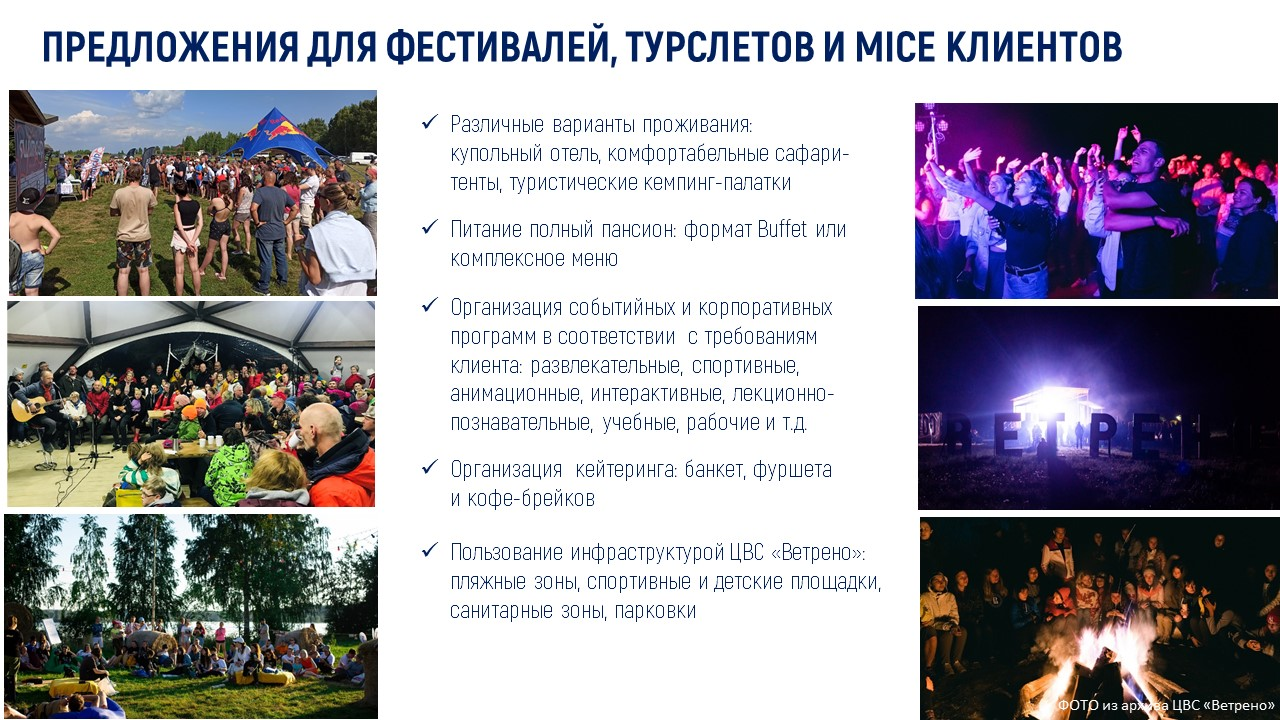 ПРЕДЛОЖЕНИЯ ДЛЯ ФЕСТИВАЛЕЙ, ТУРСЛЕТОВ И MICE КЛИЕНТОВ
✓ Различные варианты проживания:
купольный отель, комфортабельные сафари-
тенты, туристические кемпинг-палатки
✓ Питание полный пансион: формат Buffet или
комплексное меню
✓ Организация событийных и корпоративных
программ в соответствии с требованиям
клиента: развлекательные, спортивные,
анимационные, интерактивные, лекционно-
познавательные, учебные, рабочие и т.д.
✓ Организация кейтеринга: банкет, фуршета
и кофе-брейков
✓ Пользование инфраструктурой ЦВС «Ветрено»:
пляжные зоны, спортивные и детские площадки,
санитарные зоны, парковки
ФОТО из архива ЦВС «Ветрено»